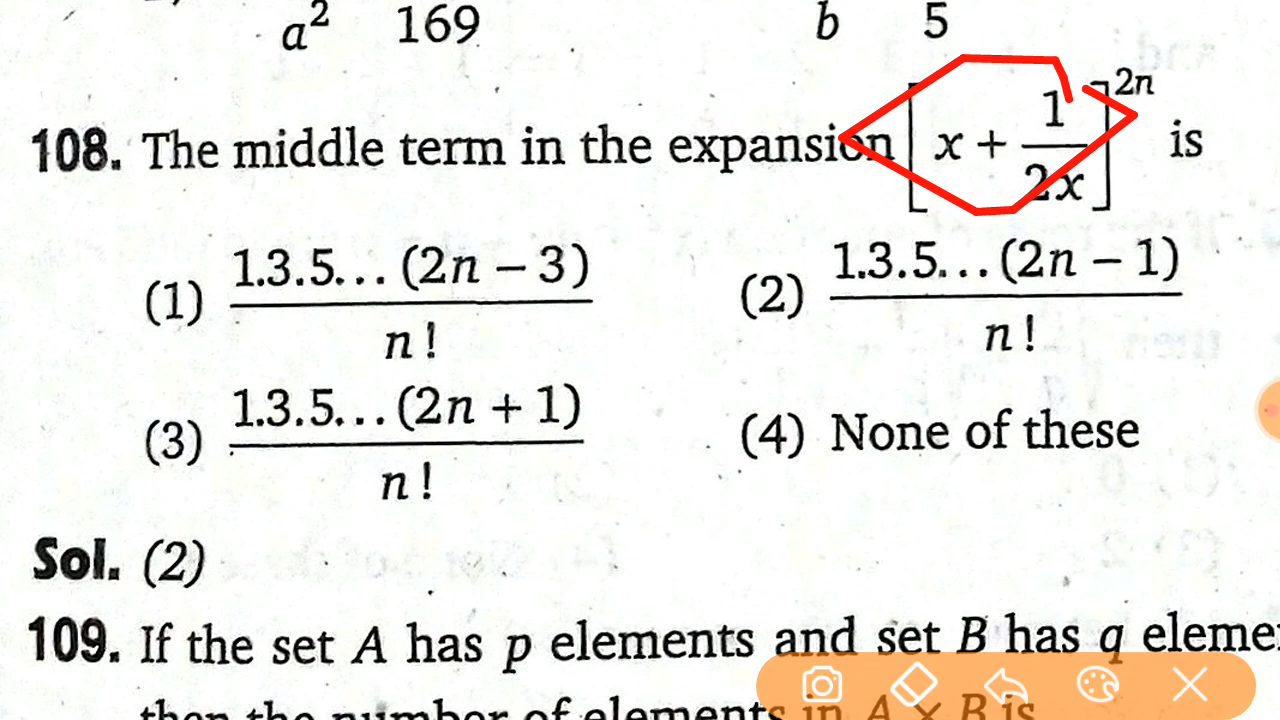 a² 169 b 5
108. The middle term in the expansion [x + 1/2x]²ⁿ is
(1) 1.3.5... (2n – 3)/n! (2) 1.3.5... (2n – 1)/n!
(3) 1.3.5... (2n + 1)/n! (4) None of these
Sol. (2)
109. If the set A has p elements and set B has q eleme
then the number of elements in A × B is